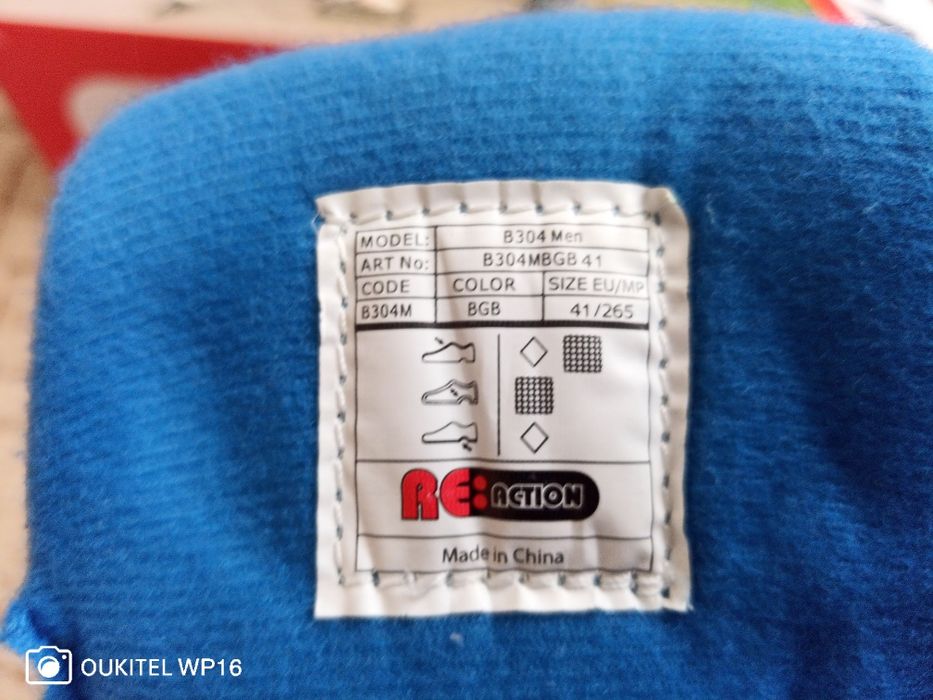 MODEL: B304 Men
ART No: B304MBGB 41
CODE COLOR SIZE EU/MP
B304M BGB 41/265
RE:ACTION
Made in China
OUKITEL WP16